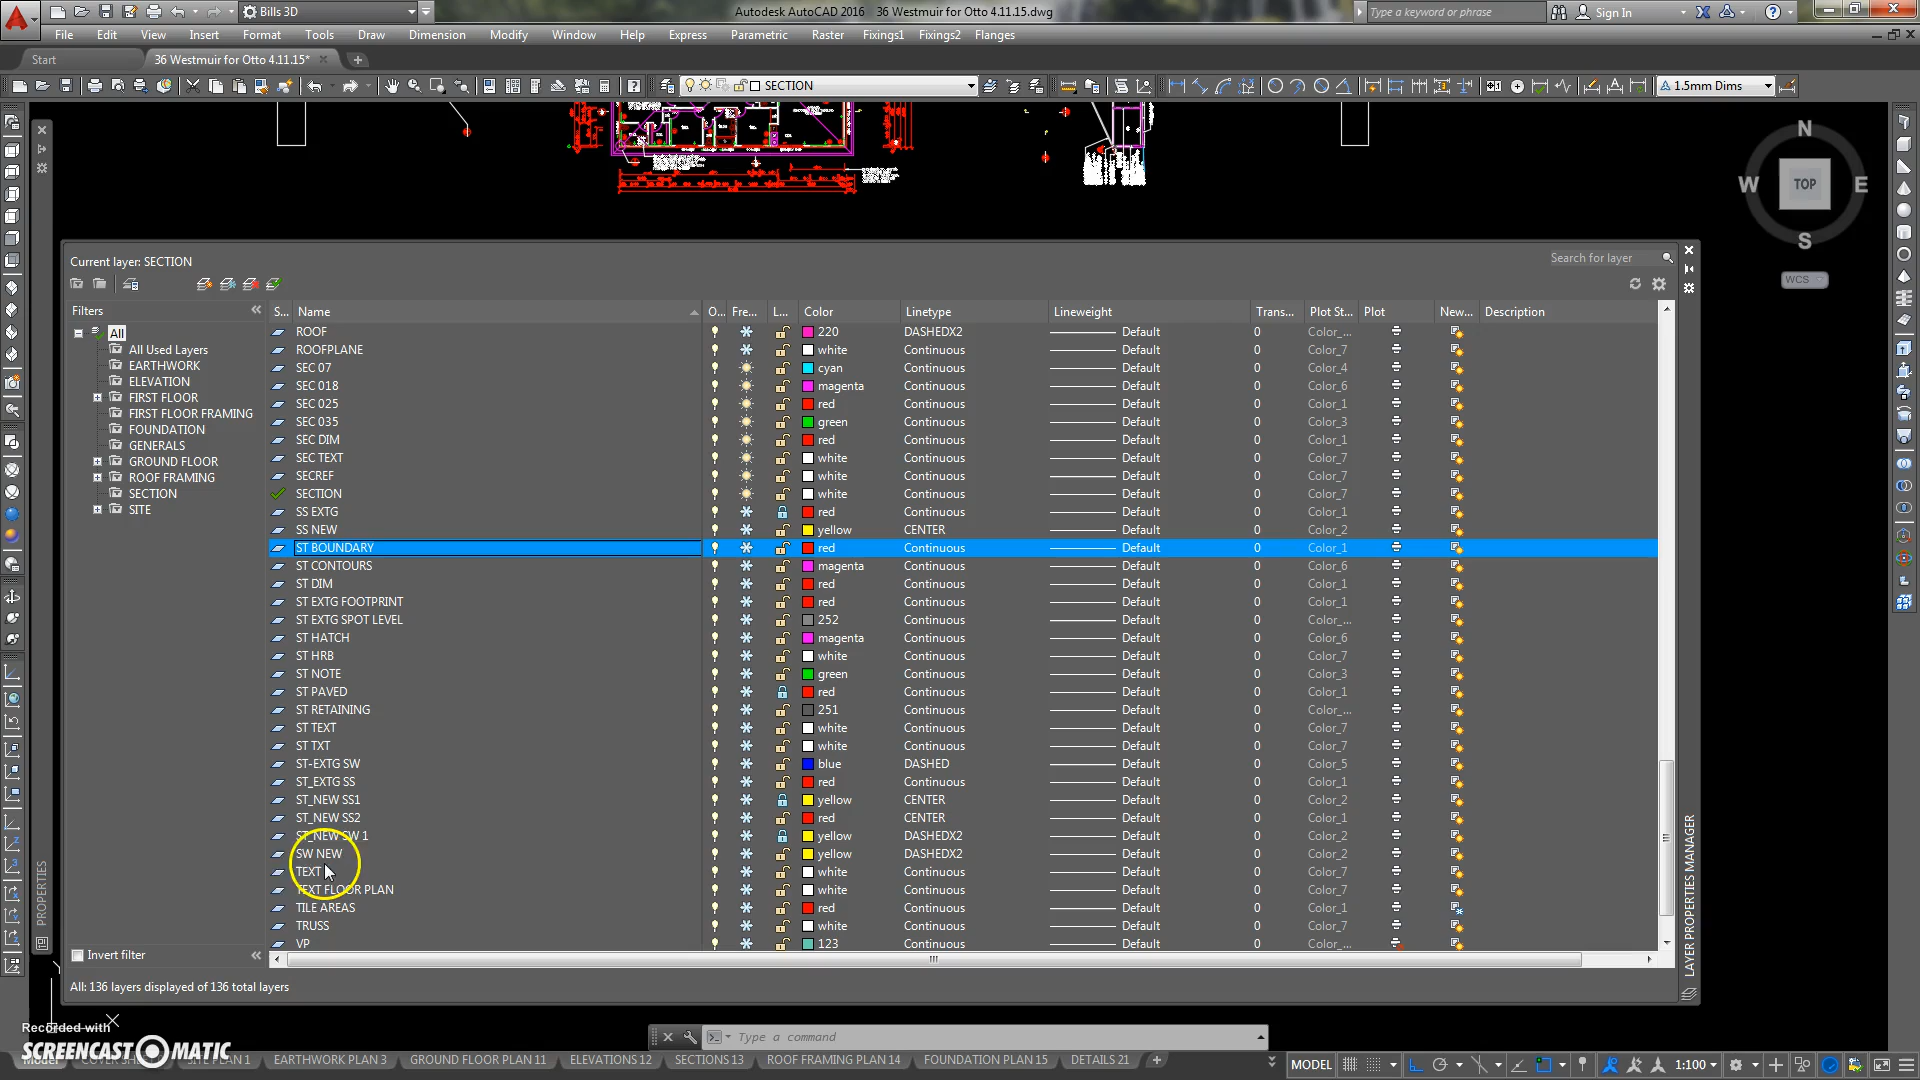 Bills 3D
Autodesk AutoCAD 2016 36 Westmuir for Otto 4.11.15.dwg
Type a keyword or phrase
Sign In
File Edit View Insert Format Tools Draw Dimension Modify Window Help Express Parametric Raster Fixings1 Fixings2 Flanges
Start 36 Westmuir for Otto 4.11.15*
SECTION
1.5mm Dims
N
W TOP E
S
WCS
Current layer: SECTION
Search for layer
Filters
S... Name O... Fre... L... Color Linetype Lineweight Trans... Plot St... Plot New... Description
All
All Used Layers
EARTHWORK
ELEVATION
FIRST FLOOR
FIRST FLOOR FRAMING
FOUNDATION
GENERALS
GROUND FLOOR
ROOF FRAMING
SECTION
SITE
ROOF 220 DASHEDX2 Default 0 Color_...
ROOFPLANE white Continuous Default 0 Color_7
SEC 07 cyan Continuous Default 0 Color_4
SEC 018 magenta Continuous Default 0 Color_6
SEC 025 red Continuous Default 0 Color_1
SEC 035 green Continuous Default 0 Color_3
SEC DIM red Continuous Default 0 Color_1
SEC TEXT white Continuous Default 0 Color_7
SECREF white Continuous Default 0 Color_7
SECTION white Continuous Default 0 Color_7
SS EXTG red Continuous Default 0 Color_1
SS NEW yellow CENTER Default 0 Color_2
ST BOUNDARY red Continuous Default 0 Color_1
ST CONTOURS magenta Continuous Default 0 Color_6
ST DIM red Continuous Default 0 Color_1
ST EXTG FOOTPRINT red Continuous Default 0 Color_1
ST EXTG SPOT LEVEL 252 Continuous Default 0 Color_...
ST HATCH magenta Continuous Default 0 Color_6
ST HRB white Continuous Default 0 Color_7
ST NOTE green Continuous Default 0 Color_3
ST PAVED red Continuous Default 0 Color_1
ST RETAINING 251 Continuous Default 0 Color_...
ST TEXT white Continuous Default 0 Color_7
ST TXT white Continuous Default 0 Color_7
ST-EXTG SW blue DASHED Default 0 Color_5
ST_EXTG SS red Continuous Default 0 Color_1
ST_NEW SS1 yellow CENTER Default 0 Color_2
ST_NEW SS2 red CENTER Default 0 Color_1
ST_NEW SW 1 yellow DASHEDX2 Default 0 Color_2
SW NEW yellow DASHEDX2 Default 0 Color_2
TEXT white Continuous Default 0 Color_7
TEXT FLOOR PLAN white Continuous Default 0 Color_7
TILE AREAS red Continuous Default 0 Color_1
TRUSS white Continuous Default 0 Color_7
VP 123 Continuous Default 0 Color_...
Invert filter
All: 136 layers displayed of 136 total layers
PROPERTIES
LAYER PROPERTIES MANAGER
Type a command
Recorded with
SCREENCAST MATIC
Model COVER SHEET SITE PLAN 1 EARTHWORK PLAN 3 GROUND FLOOR PLAN 11 ELEVATIONS 12 SECTIONS 13 ROOF FRAMING PLAN 14 FOUNDATION PLAN 15 DETAILS 21
MODEL 1:100